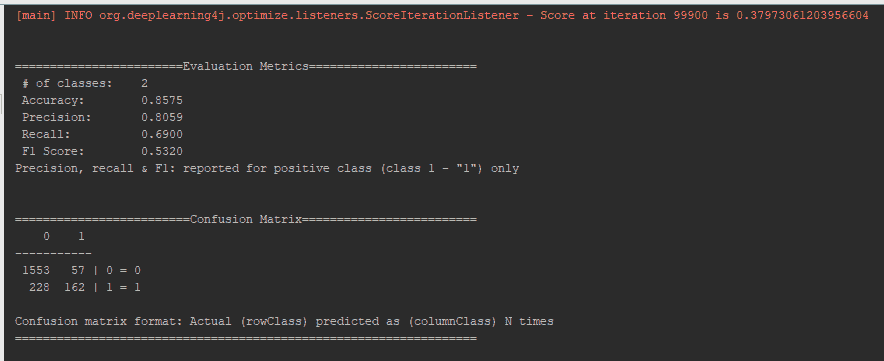 [main] INFO org.deeplearning4j.optimize.listeners.ScoreIterationListener - Score at iteration 99900 is 0.37973061203956604
========================Evaluation Metrics========================
# of classes:    2
Accuracy:        0.8575
Precision:       0.8059
Recall:          0.6900
F1 Score:        0.5320
Precision, recall & F1: reported for positive class (class 1 - "1") only
=========================Confusion Matrix=========================
0    1
-----------
1553   57 | 0 = 0
228  162 | 1 = 1
Confusion matrix format: Actual (rowClass) predicted as (columnClass) N times
==================================================================